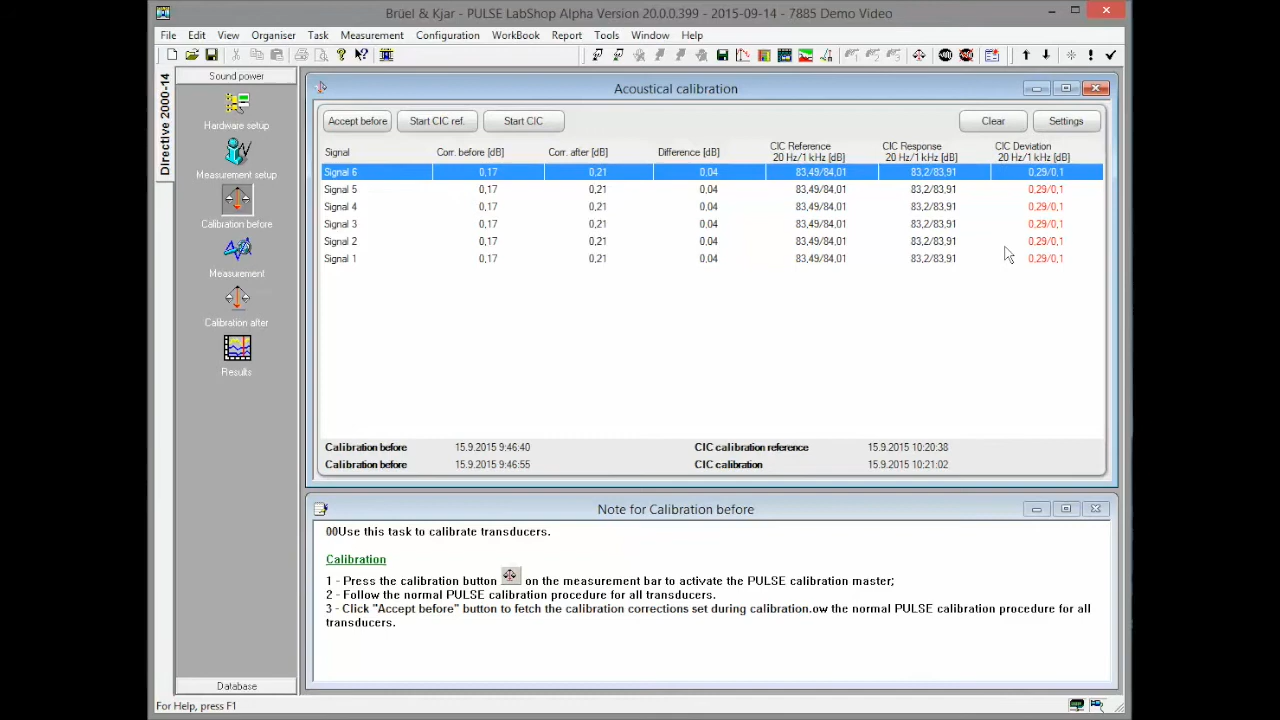 Brüel & Kjar - PULSE LabShop Alpha Version 20.0.0.399 - 2015-09-14 - 7885 Demo Video
File Edit View Organiser Task Measurement Configuration WorkBook Report Tools Window Help
Directive 2000-14
Sound power
Hardware setup
Measurement setup
Calibration before
Measurement
Calibration after
Results
Database
Acoustical calibration
Accept before Start CIC ref. Start CIC Clear Settings
Signal Corr. before [dB] Corr. after [dB] Difference [dB] CIC Reference 20 Hz/1 kHz [dB] CIC Response 20 Hz/1 kHz [dB] CIC Deviation 20 Hz/1 kHz [dB]
Signal 6 0,17 0,21 0,04 83,49/84,01 83,2/83,91 0,29/0,1
Signal 5 0,17 0,21 0,04 83,49/84,01 83,2/83,91 0,29/0,1
Signal 4 0,17 0,21 0,04 83,49/84,01 83,2/83,91 0,29/0,1
Signal 3 0,17 0,21 0,04 83,49/84,01 83,2/83,91 0,29/0,1
Signal 2 0,17 0,21 0,04 83,49/84,01 83,2/83,91 0,29/0,1
Signal 1 0,17 0,21 0,04 83,49/84,01 83,2/83,91 0,29/0,1
Calibration before 15.9.2015 9:46:40 CIC calibration reference 15.9.2015 10:20:38
Calibration before 15.9.2015 9:46:55 CIC calibration 15.9.2015 10:21:02
Note for Calibration before
00Use this task to calibrate transducers.
Calibration
1 - Press the calibration button on the measurement bar to activate the PULSE calibration master;
2 - Follow the normal PULSE calibration procedure for all transducers.
3 - Click "Accept before" button to fetch the calibration corrections set during calibration.ow the normal PULSE calibration procedure for all
transducers.
For Help, press F1